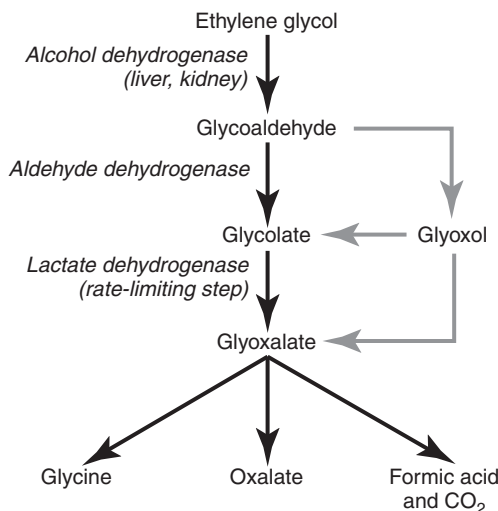 Ethylene glycol
Alcohol dehydrogenase
(liver, kidney)
Glycoaldehyde
Aldehyde dehydrogenase
Glycolate
Glyoxol
Lactate dehydrogenase
(rate-limiting step)
Glyoxalate
Glycine
Oxalate
Formic acid
and CO₂